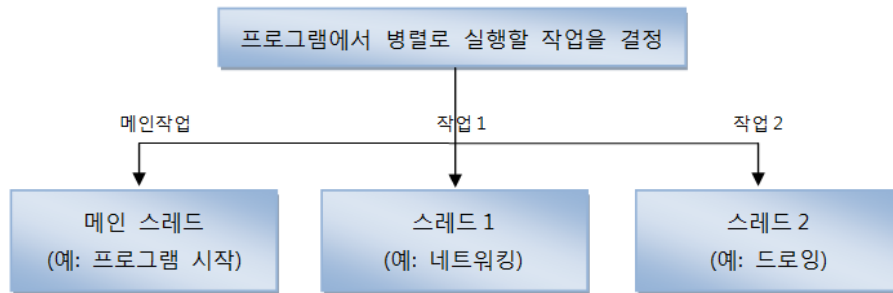 프로그램에서 병렬로 실행할 작업을 결정
메인작업
작업 1
작업 2
메인 스레드
(예: 프로그램 시작)
스레드 1
(예: 네트워킹)
스레드 2
(예: 드로잉)